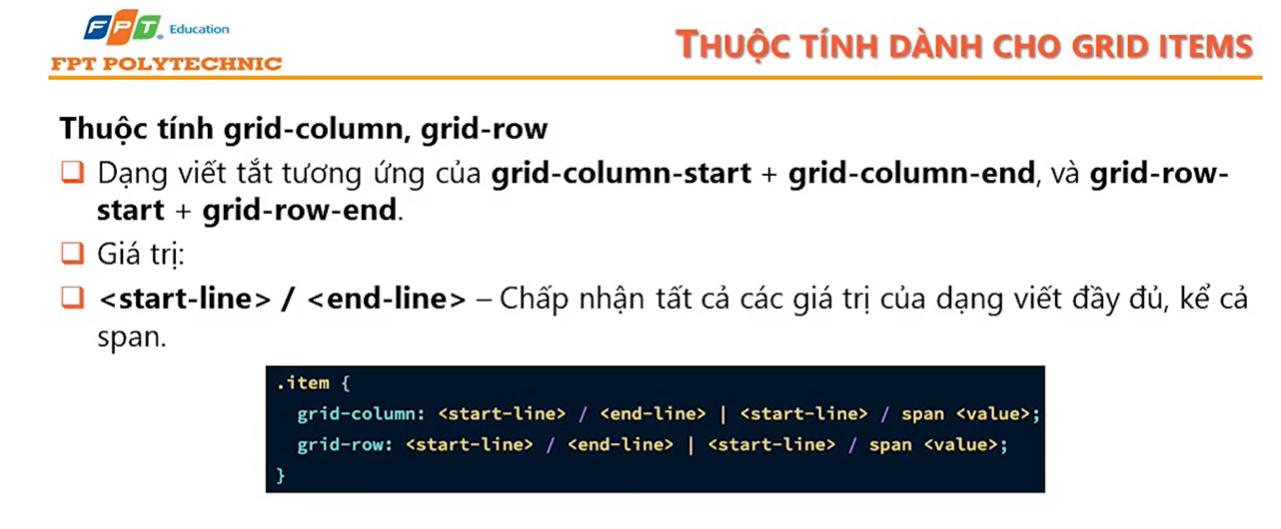 FPT. Education
FPT POLYTECHNIC
THUỘC TÍNH DÀNH CHO GRID ITEMS
Thuộc tính grid-column, grid-row
Dạng viết tắt tương ứng của grid-column-start + grid-column-end, và grid-row-
start + grid-row-end.
Giá trị:
<start-line> / <end-line> – Chấp nhận tất cả các giá trị của dạng viết đầy đủ, kể cả
span.
.item {
grid-column: <start-line> / <end-line> | <start-line> / span <value>;
grid-row: <start-line> / <end-line> | <start-line> / span <value>;
}